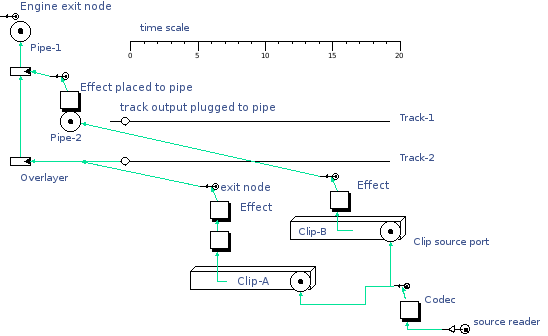 Engine exit node
time scale
Pipe-1
0 5 10 15 20
Effect placed to pipe
track output plugged to pipe
Track-1
Pipe-2
Track-2
Overlayer
exit node
Effect
Effect
Clip-B
Clip source port
Clip-A
Codec
source reader